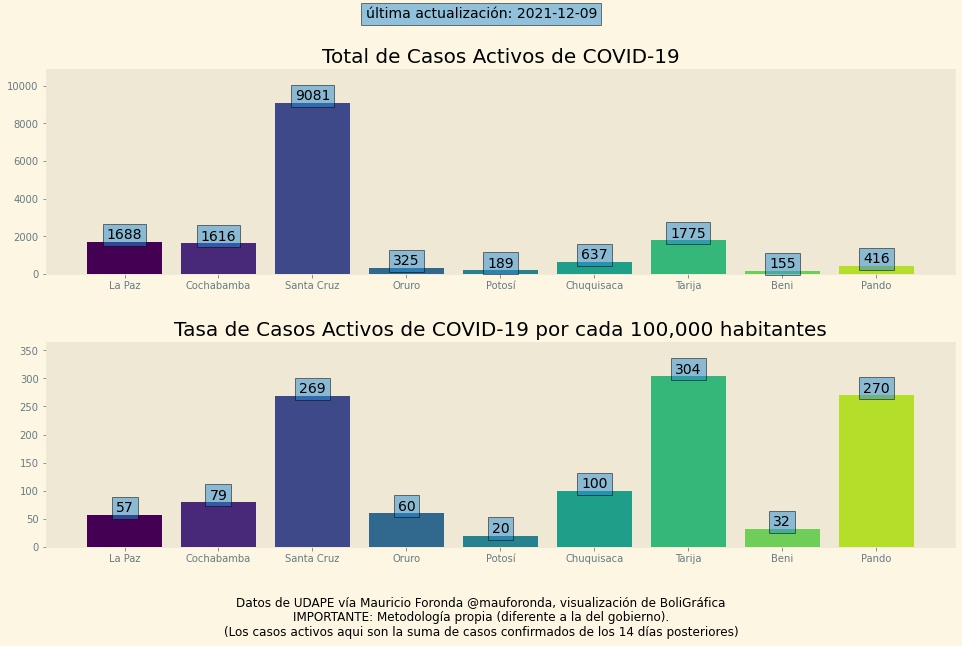 última actualización: 2021-12-09
Total de Casos Activos de COVID-19
10000
8000
6000
4000
2000
0
1688
1616
9081
325
189
637
1775
155
416
La Paz
Cochabamba
Santa Cruz
Oruro
Potosí
Chuquisaca
Tarija
Beni
Pando
Tasa de Casos Activos de COVID-19 por cada 100,000 habitantes
350
300
250
200
150
100
50
0
57
79
269
60
20
100
304
32
270
La Paz
Cochabamba
Santa Cruz
Oruro
Potosí
Chuquisaca
Tarija
Beni
Pando
Datos de UDAPE vía Mauricio Foronda @mauforonda, visualización de BoliGráfica
IMPORTANTE: Metodología propia (diferente a la del gobierno).
(Los casos activos aqui son la suma de casos confirmados de los 14 días posteriores)